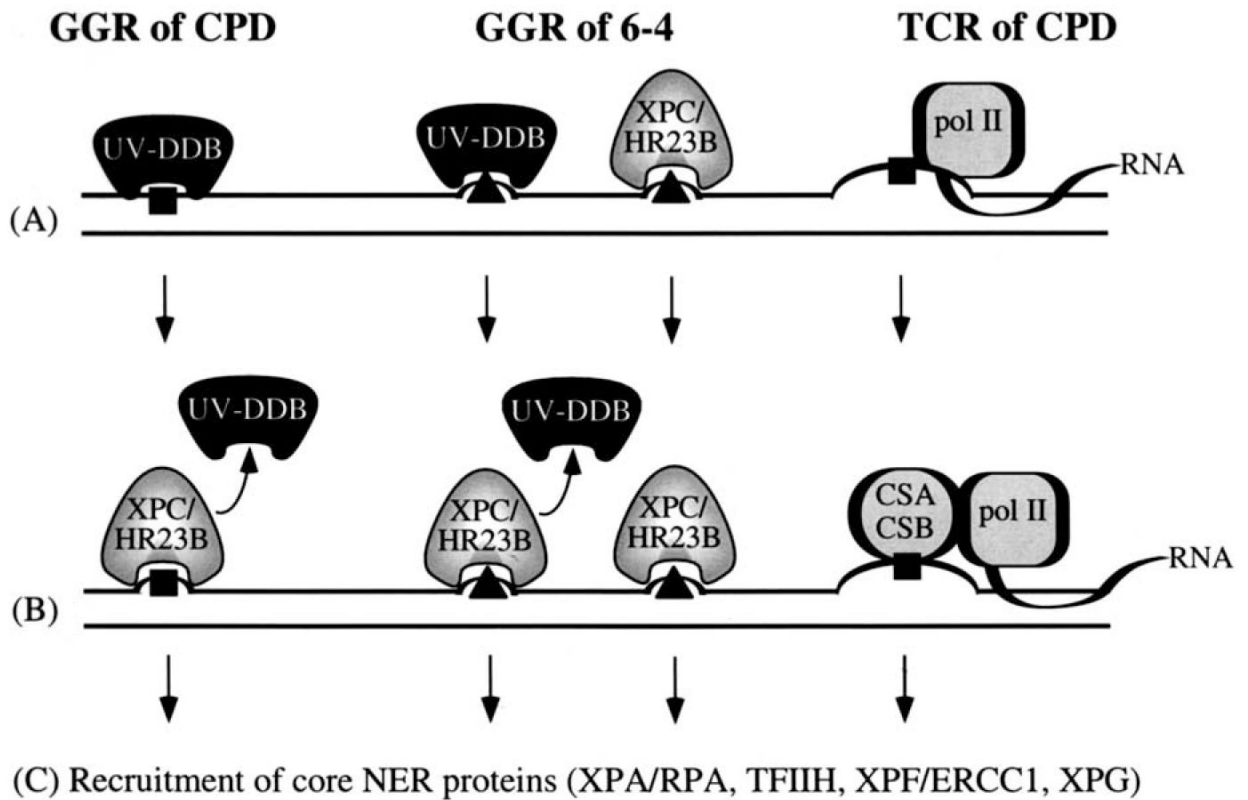 GGR of CPD GGR of 6-4 TCR of CPD
UV-DDB UV-DDB XPC/ pol II
HR23B
RNA
(A)
UV-DDB UV-DDB
XPC/ XPC/ XPC/ CSA pol II
HR23B HR23B HR23B CSB
RNA
(B)
(C) Recruitment of core NER proteins (XPA/RPA, TFIIH, XPF/ERCC1, XPG)